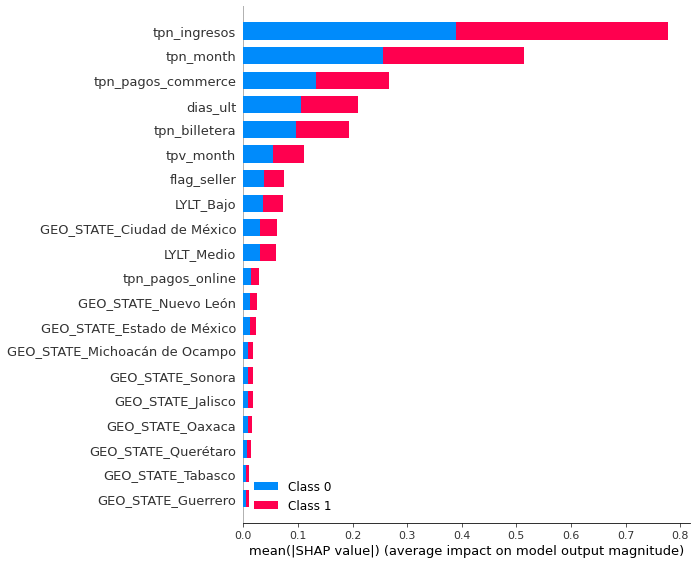 tpn_ingresos
tpn_month
tpn_pagos_commerce
dias_ult
tpn_billetera
tpv_month
flag_seller
LYLT_Bajo
GEO_STATE_Ciudad de México
LYLT_Medio
tpn_pagos_online
GEO_STATE_Nuevo León
GEO_STATE_Estado de México
GEO_STATE_Michoacán de Ocampo
GEO_STATE_Sonora
GEO_STATE_Jalisco
GEO_STATE_Oaxaca
GEO_STATE_Querétaro
GEO_STATE_Tabasco
GEO_STATE_Guerrero
Class 0
Class 1
0.0 0.1 0.2 0.3 0.4 0.5 0.6 0.7 0.8
mean(|SHAP value|) (average impact on model output magnitude)